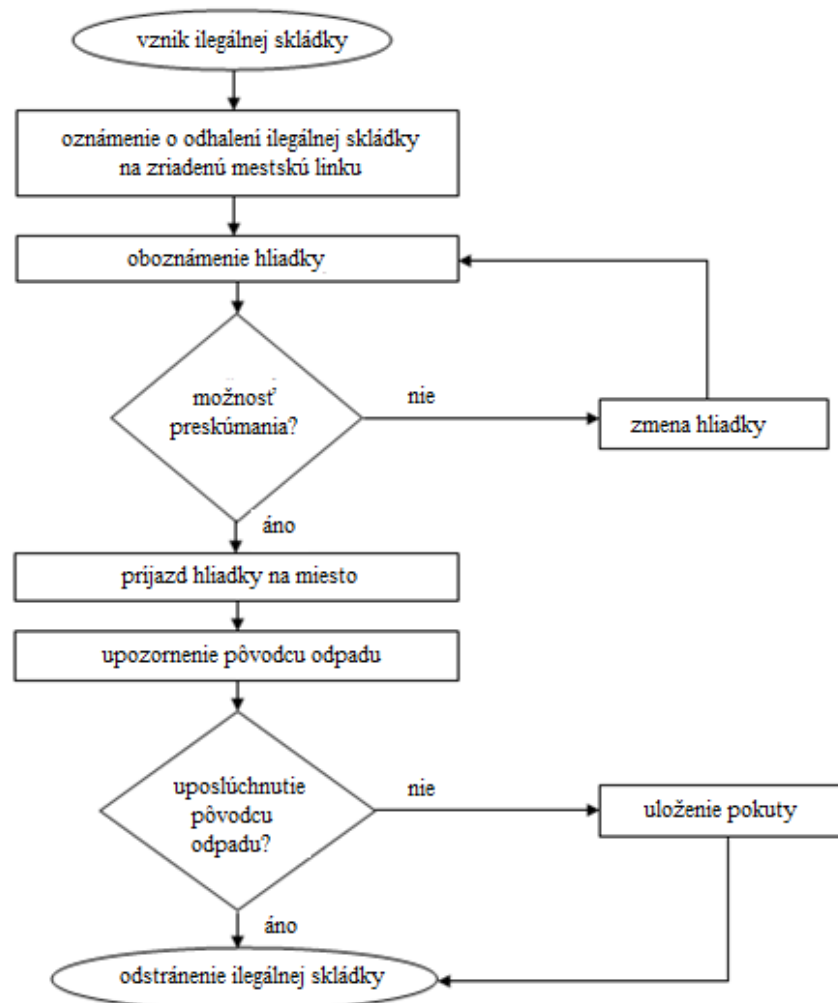 vznik ilegálnej skládky
oznámenie o odhalení ilegálnej skládky
na zriadenú mestskú linku
oboznámenie hliadky
možnosť
preskúmania?
nie
zmena hliadky
áno
príjazd hliadky na miesto
upozornenie pôvodcu odpadu
uposlúchnutie
pôvodcu
odpadu?
nie
uloženie pokuty
áno
odstránenie ilegálnej skládky